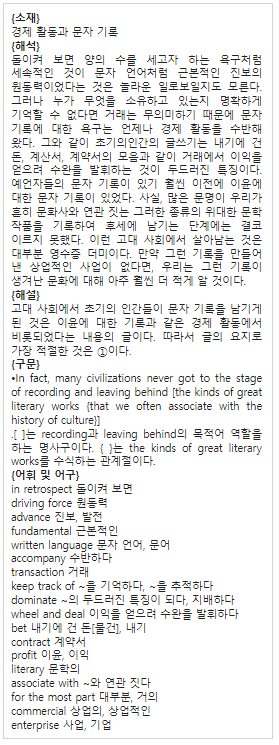 {소재}
경제 활동과 문자 기록
{해석}
돌이켜 보면 양의 수를 세고자 하는 욕구처럼
세속적인 것이 문자 언어처럼 근본적인 진보의
원동력이었다는 것은 놀라운 일로보일지도 모른다.
그러나 누가 무엇을 소유하고 있는지 명확하게
기억할 수 없다면 거래는 무의미하기 때문에 문자
기록에 대한 욕구는 언제나 경제 활동을 수반해
왔다. 그와 같이 초기의인간의 글쓰기는 내기에 건
돈, 계산서, 계약서의 모음과 같이 거래에서 이익을
얻으려 수완을 발휘하는 것이 두드러진 특징이다.
예언자들의 문자 기록이 있기 훨씬 이전에 이윤에
대한 문자 기록이 있었다. 사실, 많은 문명이 우리가
흔히 문화사와 연관 짓는 그러한 종류의 위대한 문학
작품을 기록하여 후세에 남기는 단계에는 결코
이르지 못했다. 이런 고대 사회에서 살아남는 것은
대부분 영수증 더미이다. 만약 그런 기록을 만들어
낸 상업적인 사업이 없다면, 우리는 그런 기록이
생겨난 문화에 대해 아주 훨씬 더 적게 알 것이다.
{해설}
고대 사회에서 초기의 인간들이 문자 기록을 남기게
된 것은 이윤에 대한 기록과 같은 경제 활동에서
비롯되었다는 내용의 글이다. 따라서 글의 요지로
가장 적절한 것은 ①이다.
{구문}
•In fact, many civilizations never got to the stage
of recording and leaving behind [the kinds of great
literary works {that we often associate with the
history of culture}]
.[ ]는 recording과 leaving behind의 목적어 역할을
하는 명사구이다. { }는 the kinds of great literary
works를 수식하는 관계절이다.
{어휘 및 어구}
in retrospect 돌이켜 보면
driving force 원동력
advance 진보, 발전
fundamental 근본적인
written language 문자 언어, 문어
accompany 수반하다
transaction 거래
keep track of ~을 기억하다, ~을 추적하다
dominate ~의 두드러진 특징이 되다, 지배하다
wheel and deal 이익을 얻으려 수완을 발휘하다
bet 내기에 건 돈[물건], 내기
contract 계약서
profit 이윤, 이익
literary 문학의
associate with ~와 연관 짓다
for the most part 대부분, 거의
commercial 상업의, 상업적인
enterprise 사업, 기업